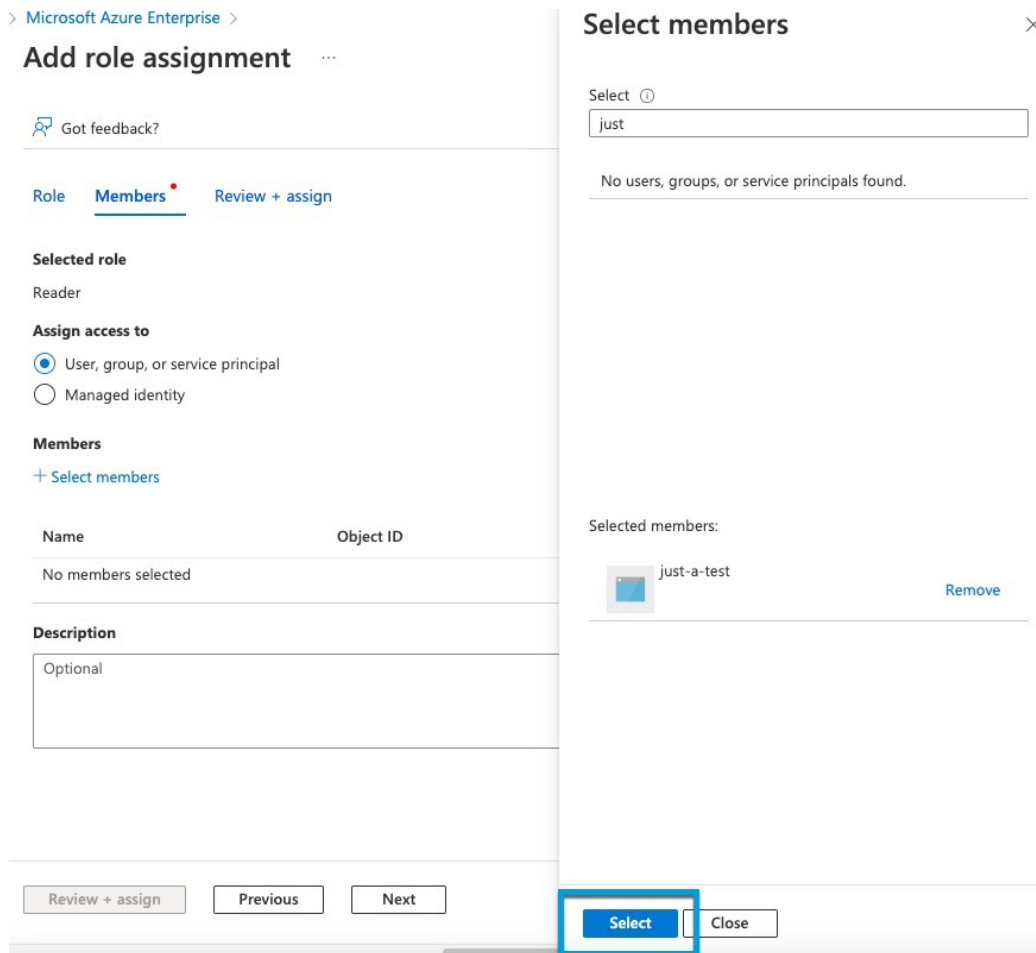 Microsoft Azure Enterprise
Add role assignment ...
Got feedback?
Role Members Review + assign
Selected role
Reader
Assign access to
User, group, or service principal
Managed identity
Members
+ Select members
Name Object ID
No members selected
Description
Optional
Review + assign Previous Next
Select members
Select
just
No users, groups, or service principals found.
Selected members:
just-a-test
Remove
Select Close